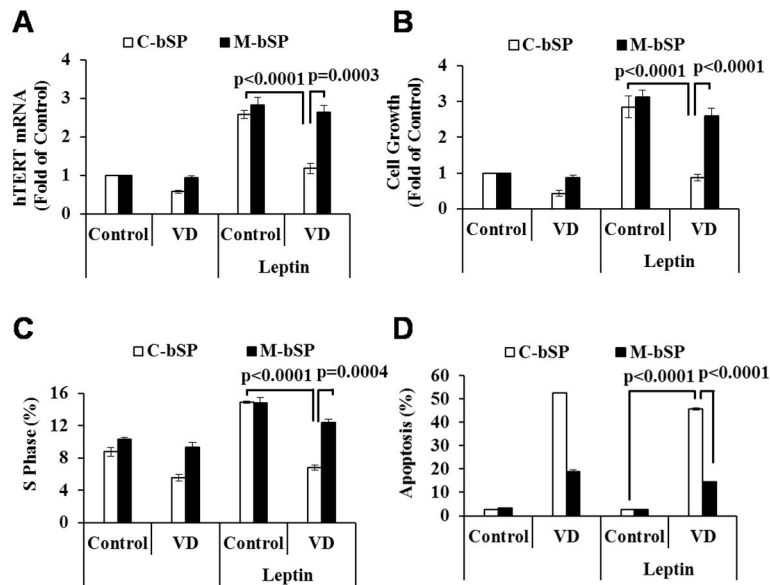 A
C-bSP M-bSP
p<0.0001 p=0.0003
hTERT mRNA
(Fold of Control)
4
3
2
1
0
Control VD Control VD
Leptin
B
C-bSP M-bSP
p<0.0001 p<0.0001
Cell Growth
(Fold of Control)
4
3
2
1
0
Control VD Control VD
Leptin
C
C-bSP M-bSP
p<0.0001 p=0.0004
S Phase (%)
16
12
8
4
0
Control VD Control VD
Leptin
D
C-bSP M-bSP
p<0.0001 p<0.0001
Apoptosis (%)
60
50
40
30
20
10
0
Control VD Control VD
Leptin